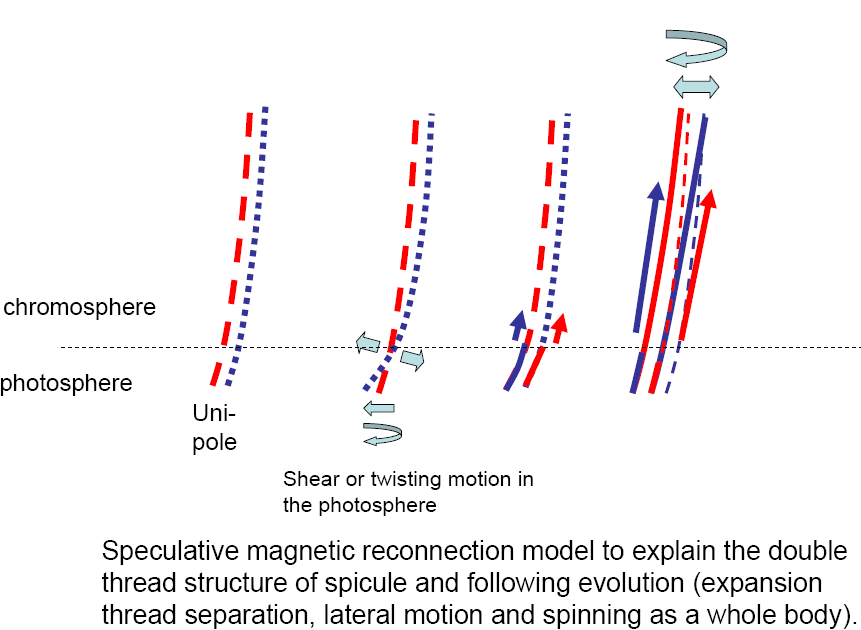 chromosphere
photosphere
Uni-
pole
Shear or twisting motion in
the photosphere
Speculative magnetic reconnection model to explain the double
thread structure of spicule and following evolution (expansion
thread separation, lateral motion and spinning as a whole body).